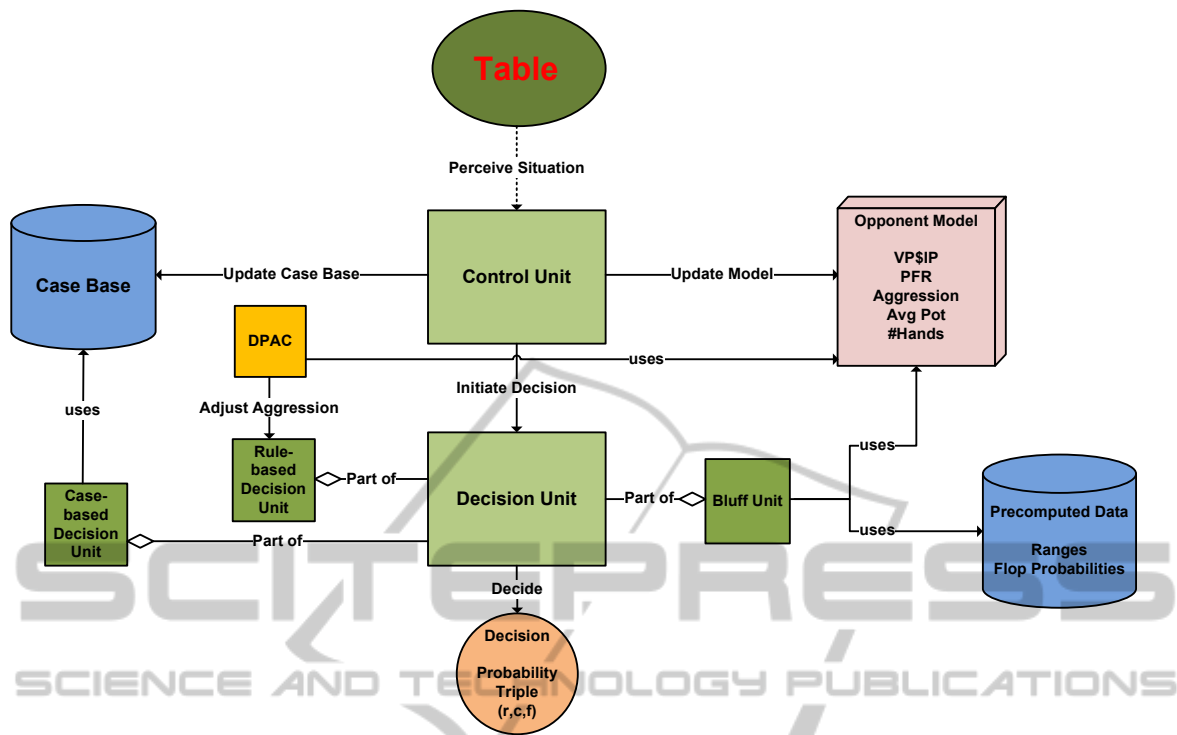 Table
Perceive Situation
Case Base
Update Case Base
Control Unit
Update Model
Opponent Model
VP$IP
PFR
Aggression
Avg Pot
#Hands
DPAC
uses
Initiate Decision
uses
Adjust Aggression
Rule-
based
Decision
Unit
Part of
Case-
based
Decision
Unit
Part of
Decision Unit
Part of
Bluff Unit
uses
uses
Precomputed Data
Ranges
Flop Probabilities
Decide
Decision
Probability
Triple
(r,c,f)
SCITEPRESS
SCIENCE AND TECHNOLOGY PUBLICATIONS